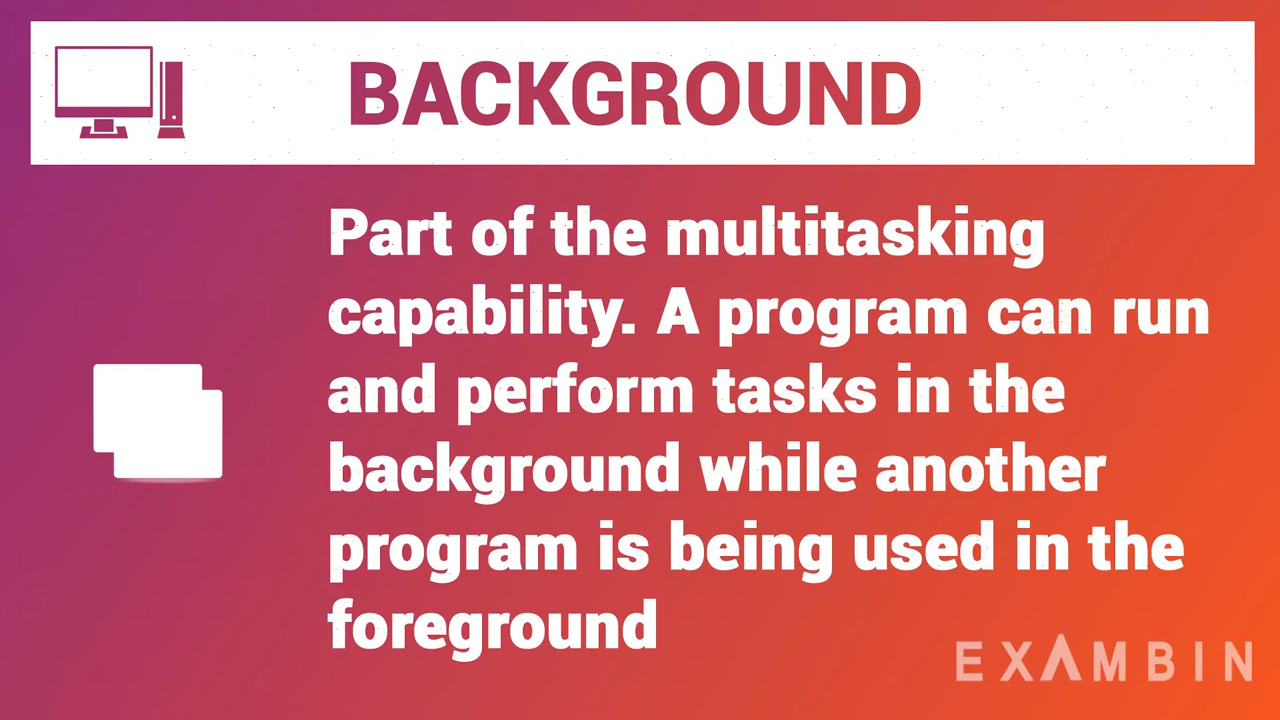 BACKGROUND
Part of the multitasking
capability. A program can run
and perform tasks in the
background while another
program is being used in the
foreground
EXAMBIN